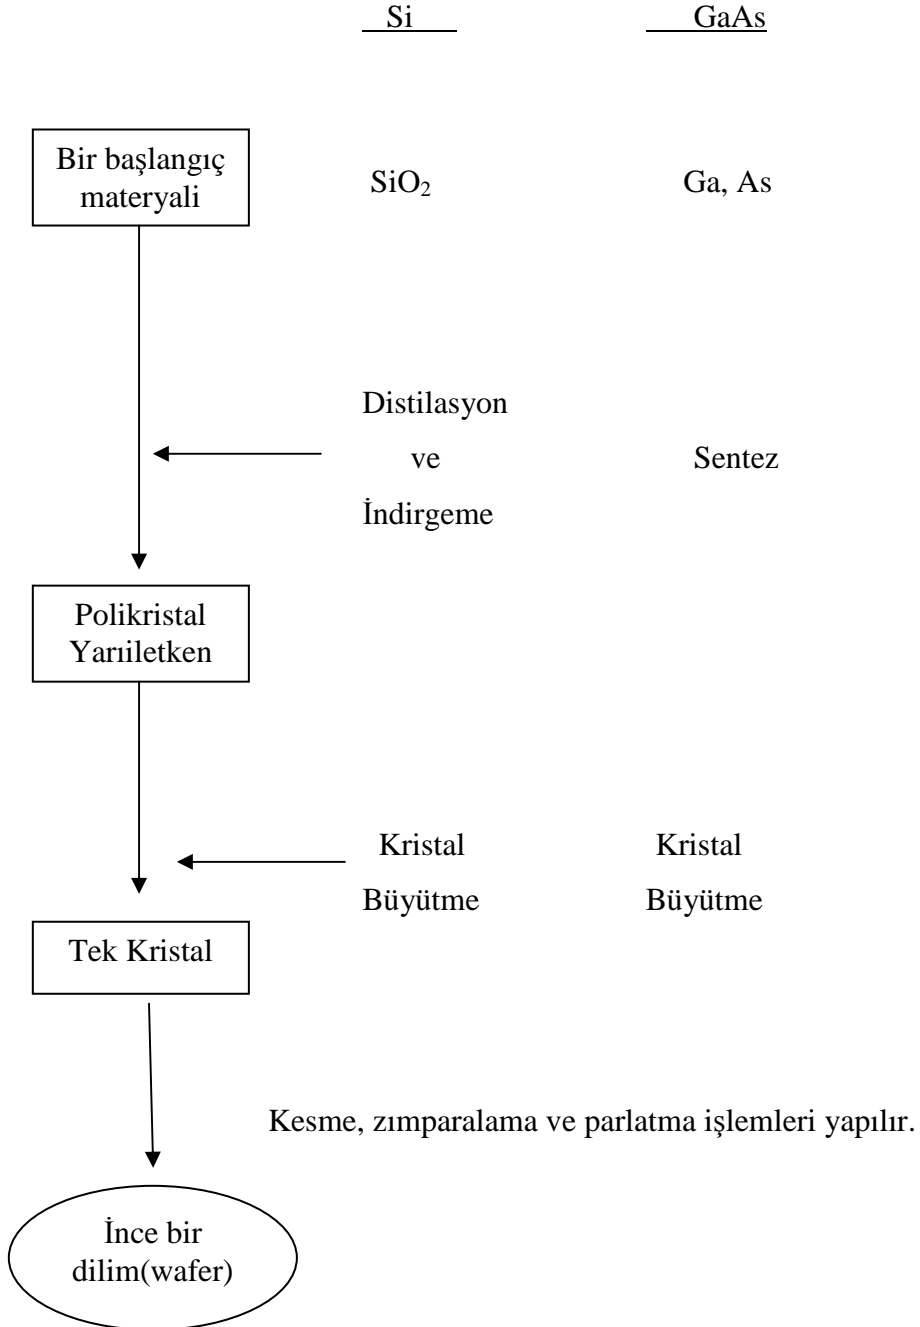 Si GaAs
Bir başlangıç
materyali
SiO₂ Ga, As
Distilasyon
ve Sentez
İndirgeme
Polikristal
Yarıiletken
Kristal Kristal
Büyütme Büyütme
Tek Kristal
Kesme, zımparalama ve parlatma işlemleri yapılır.
İnce bir
dilim(wafer)